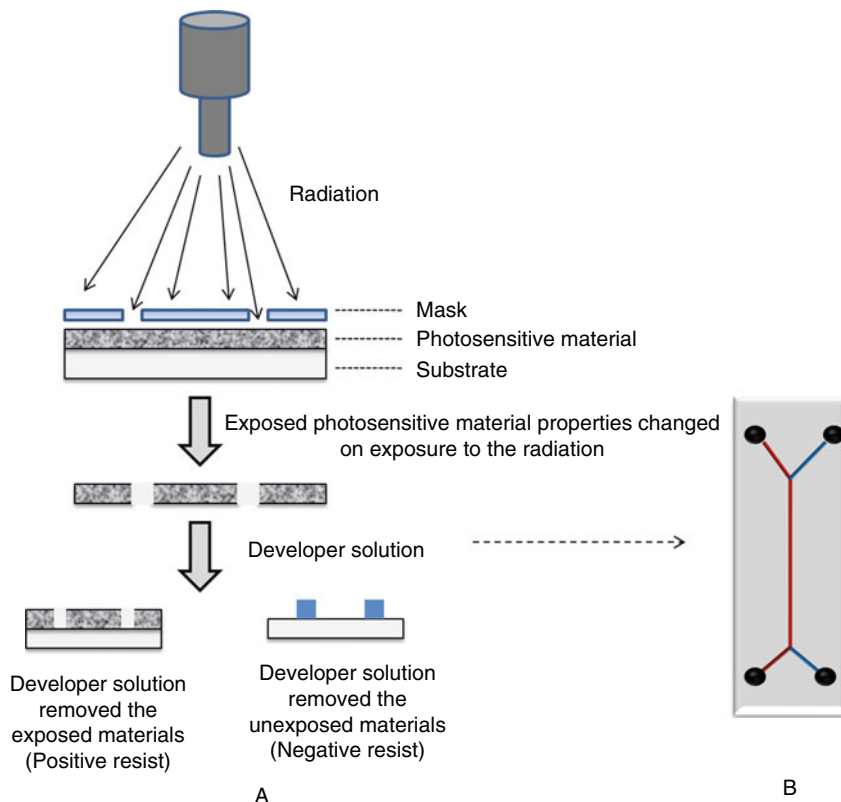 Radiation
Mask
Photosensitive material
Substrate
Exposed photosensitive material properties changed
on exposure to the radiation
Developer solution
Developer solution
removed the
exposed materials
(Positive resist)
Developer solution
removed the
unexposed materials
(Negative resist)
A
B